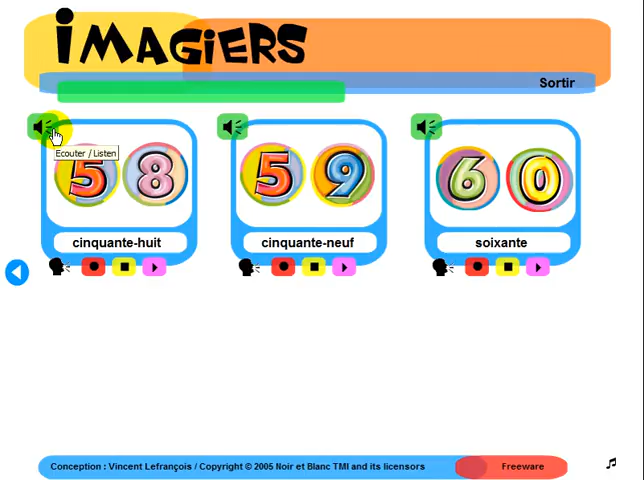 iMAGiERS
Sortir
Ecouter / Listen
58
59
60
cinquante-huit
cinquante-neuf
soixante
Conception : Vincent Lefrançois / Copyright © 2005 Noir et Blanc TMI and its licensors
Freeware